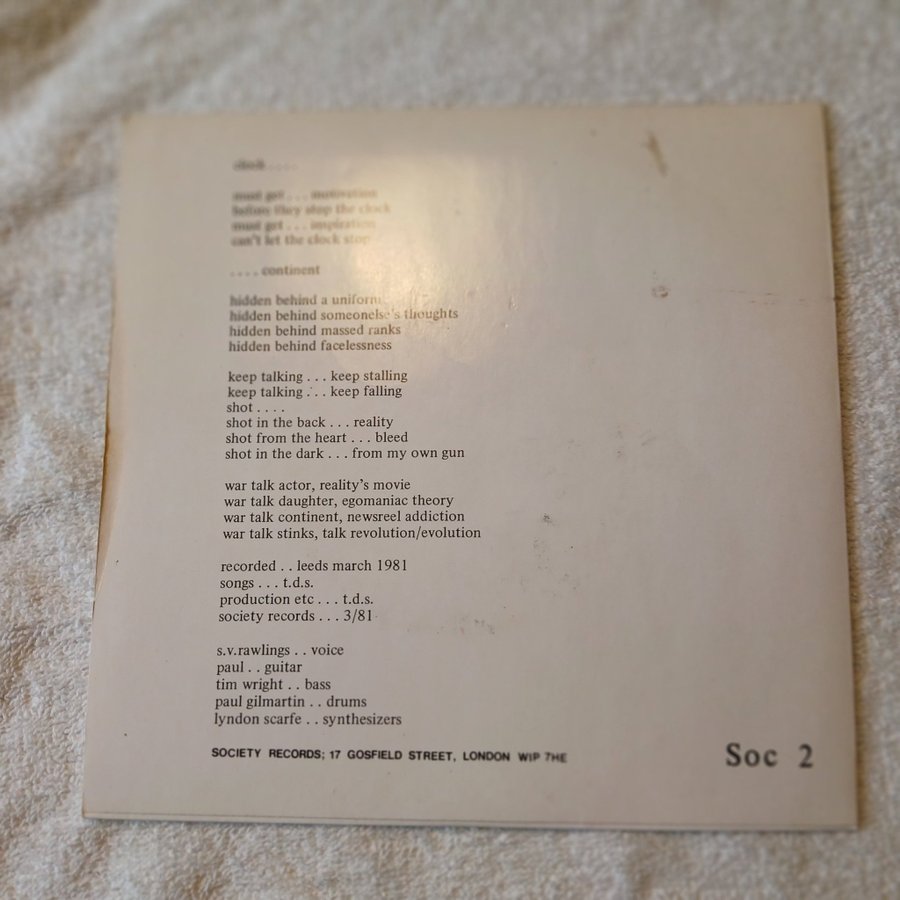 clock . . . .
must get . . . motivation
before they stop the clock
must get . . . inspiration
can't let the clock stop
. . . . continent
hidden behind a uniform
hidden behind someonelse's thoughts
hidden behind massed ranks
hidden behind facelessness
keep talking . . . keep stalling
keep talking . . . keep falling
shot . . . .
shot in the back . . . reality
shot from the heart . . . bleed
shot in the dark . . . from my own gun
war talk actor, reality's movie
war talk daughter, egomaniac theory
war talk continent, newsreel addiction
war talk stinks, talk revolution/evolution
recorded . . leeds march 1981
songs . . . t.d.s.
production etc . . . t.d.s.
society records . . . 3/81
s.v.rawlings . . voice
paul . . guitar
tim wright . . bass
paul gilmartin . . drums
lyndon scarfe . . synthesizers
SOCIETY RECORDS; 17 GOSFIELD STREET, LONDON W1P 7HE
Soc 2